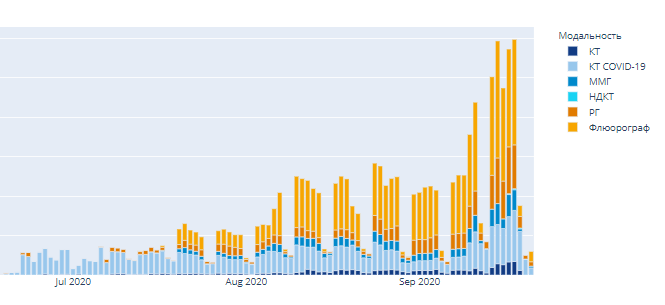 Модальность
КТ
КТ COVID-19
ММГ
НДКТ
РГ
Флюорограф
Jul 2020
Aug 2020
Sep 2020